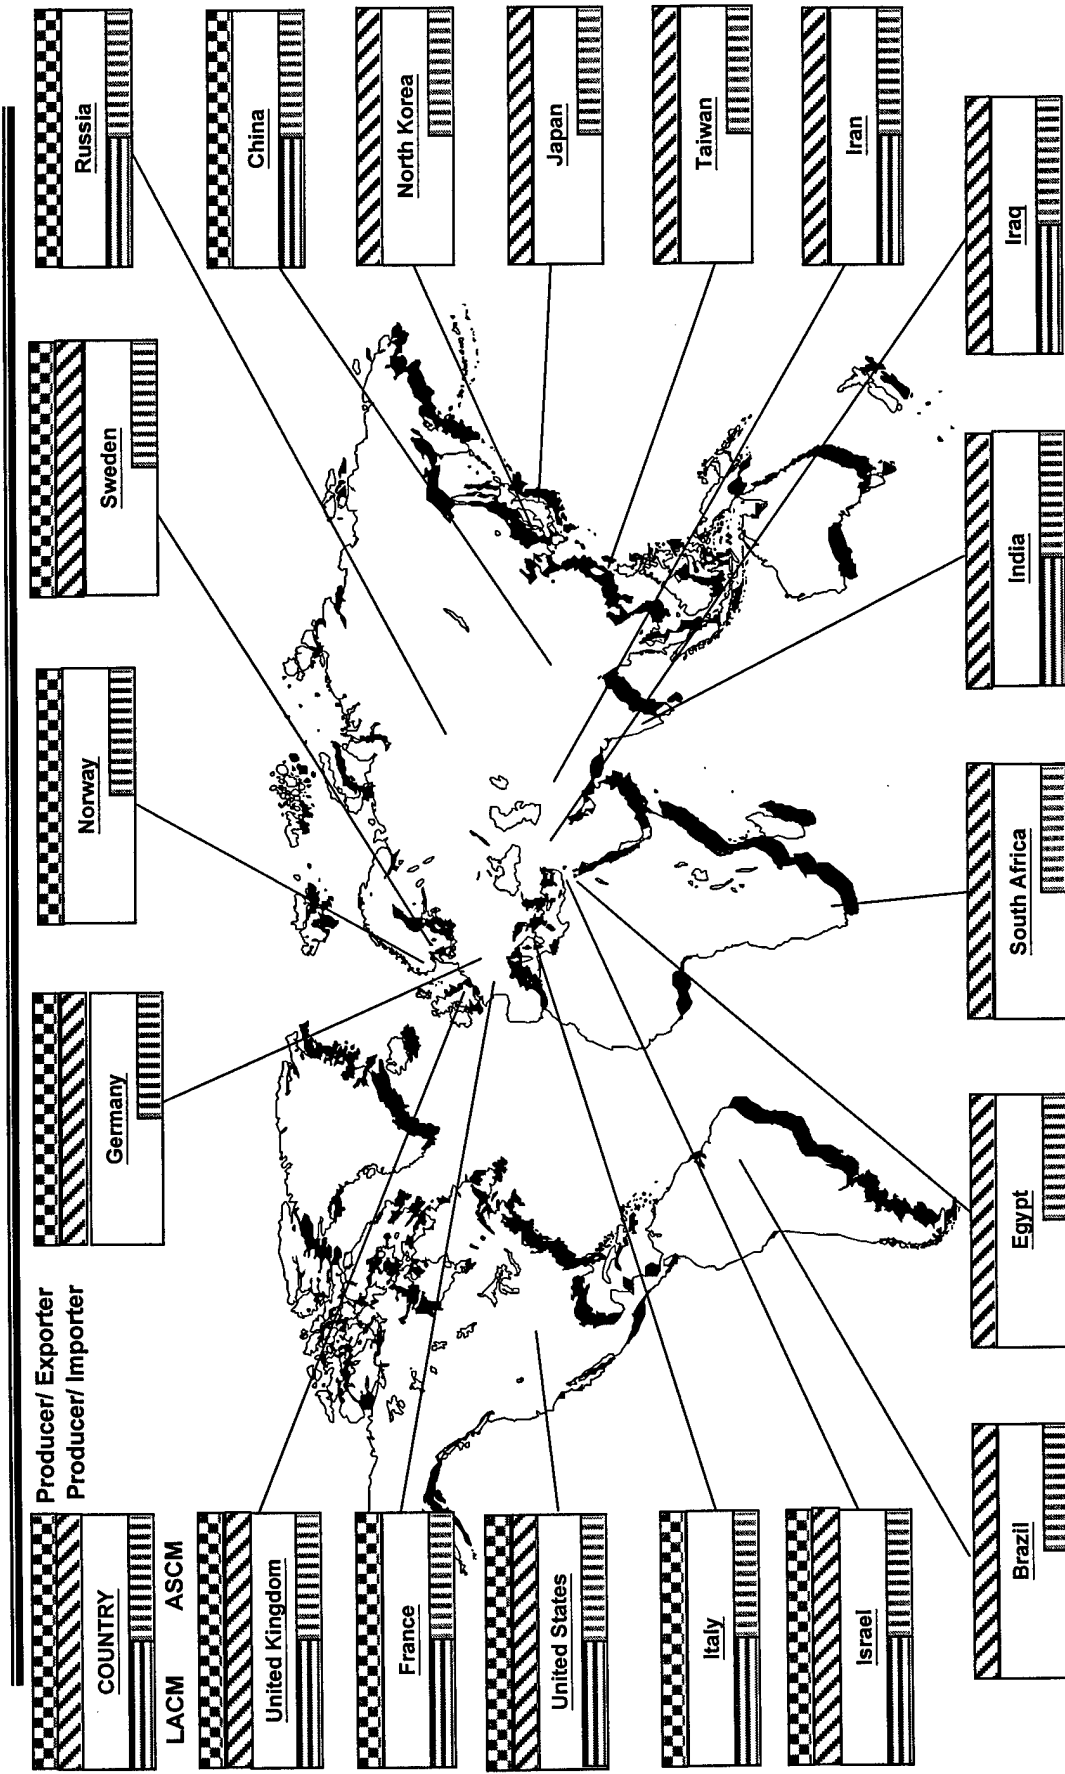 COUNTRY
Producer/ Exporter
Producer/ Importer
LACM ASCM
Germany
Norway
Sweden
Russia
United Kingdom
China
France
North Korea
United States
Japan
Italy
Taiwan
Israel
Iran
Brazil
Egypt
South Africa
India
Iraq